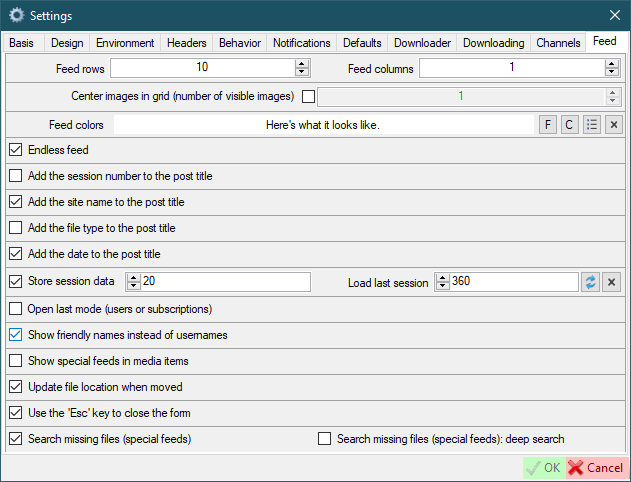 Settings
Basis Design Environment Headers Behavior Notifications Defaults Downloader Downloading Channels Feed
Feed rows 10 Feed columns 1
Center images in grid (number of visible images) 1
Feed colors Here's what it looks like. F C
Endless feed
Add the session number to the post title
Add the site name to the post title
Add the file type to the post title
Add the date to the post title
Store session data 20 Load last session 360
Open last mode (users or subscriptions)
Show friendly names instead of usernames
Show special feeds in media items
Update file location when moved
Use the 'Esc' key to close the form
Search missing files (special feeds) Search missing files (special feeds): deep search
OK Cancel